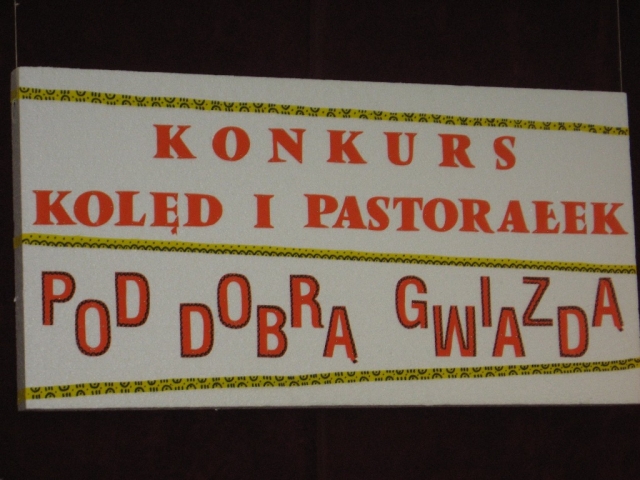 KONKURS
KOLĘD I PASTORAŁEK
POD DOBRĄ GWIAZDĄ